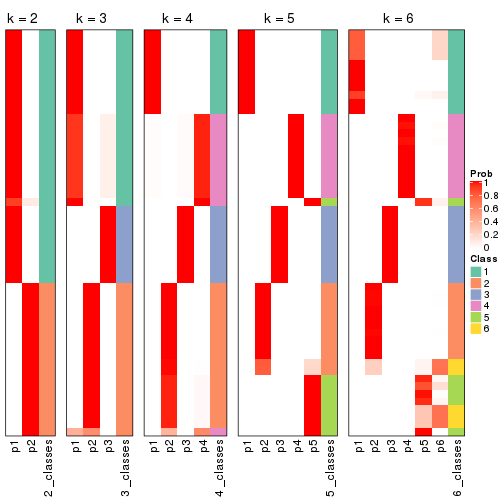 k = 2
k = 3
k = 4
k = 5
k = 6
Prob
1
0.8
0.6
0.4
0.2
0
Class
1
2
3
4
5
6
p1
p2
2_classes
p1
p2
p3
3_classes
p1
p2
p3
p4
4_classes
p1
p2
p3
p4
p5
5_classes
p1
p2
p3
p4
p5
p6
6_classes